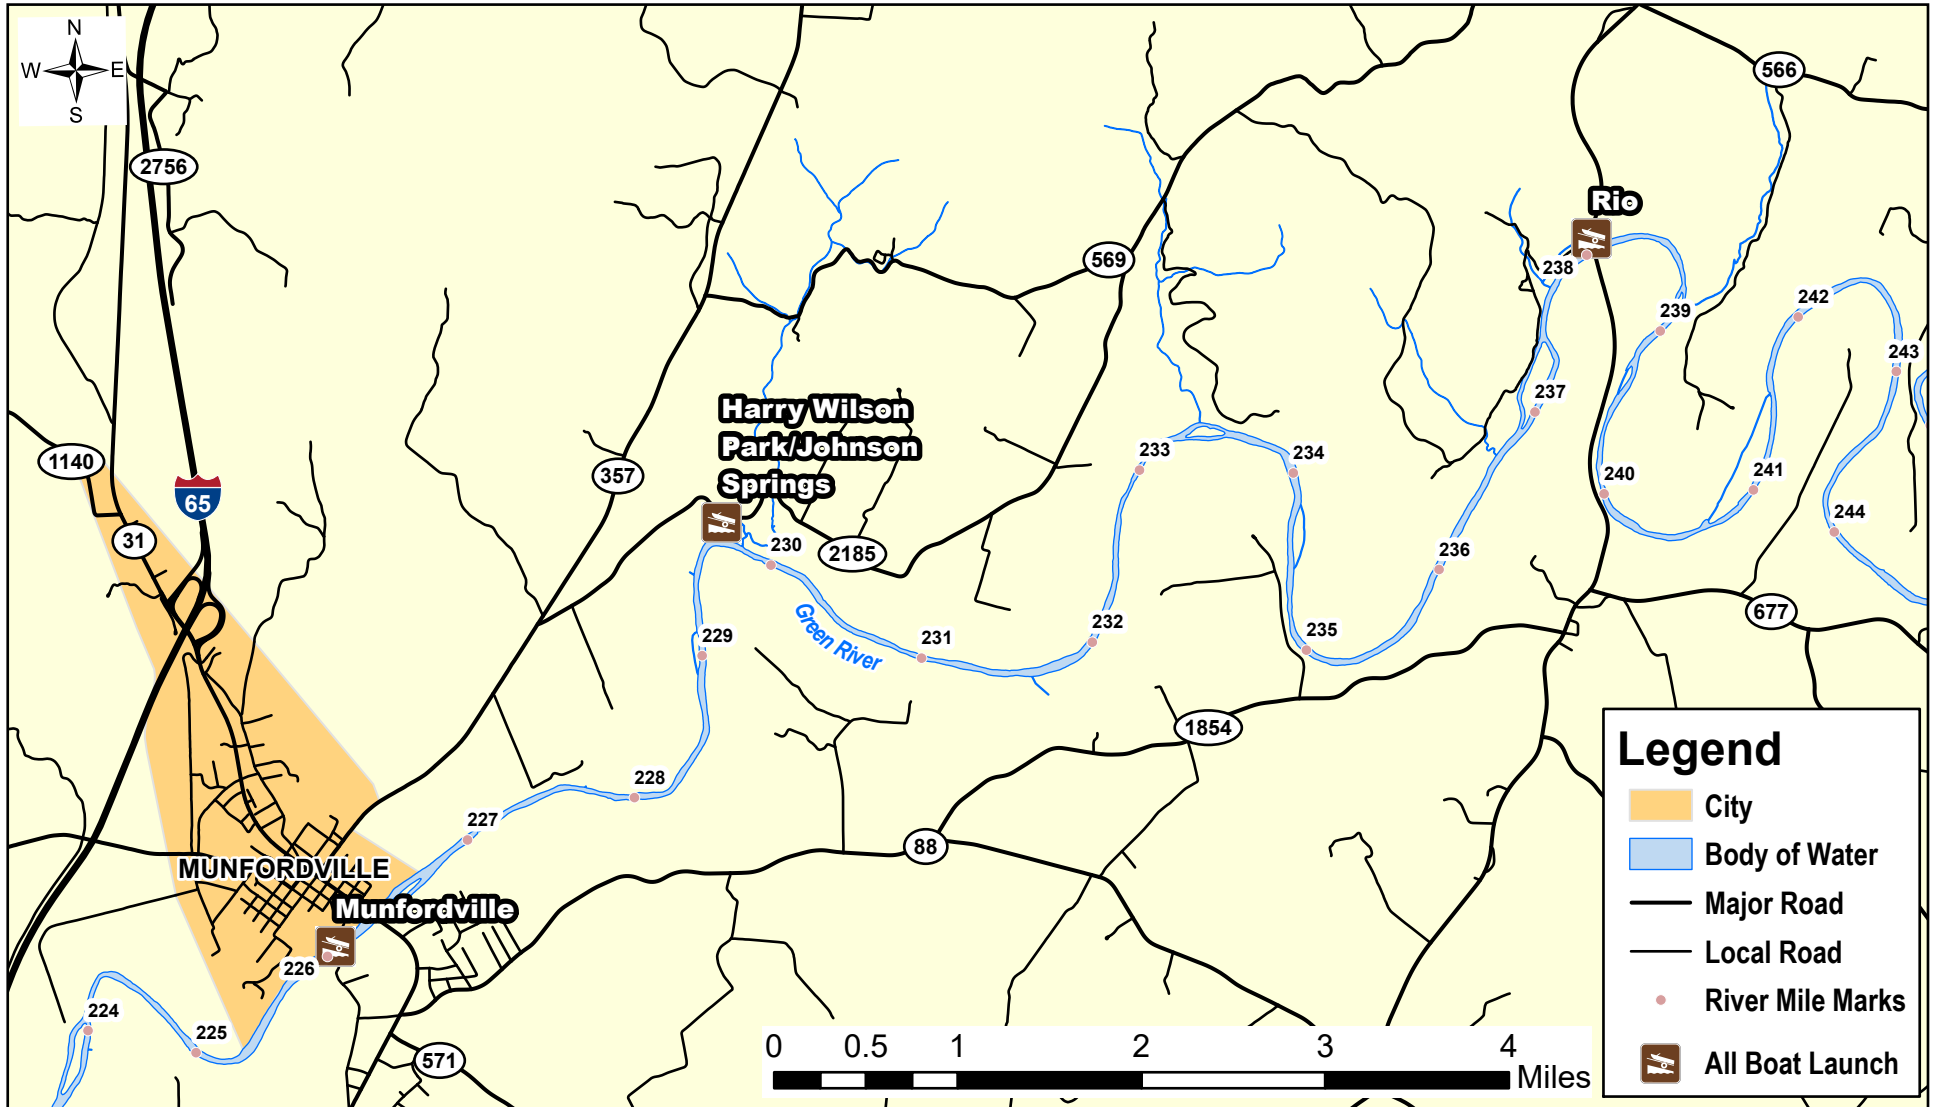 N
W E
S
566
2756
Rio
569
238
242
239
243
237
Harry Wilson
Park/Johnson
Springs
233
234
1140
357
240
241
65
244
31
230
2185
236
Green River
232
677
235
229
231
1854
Legend
228
City
227
88
Body of Water
MUNFORDVILLE
Major Road
Munfordville
Local Road
226
River Mile Marks
224
225
0 0.5 1 2 3 4
571
Miles
All Boat Launch